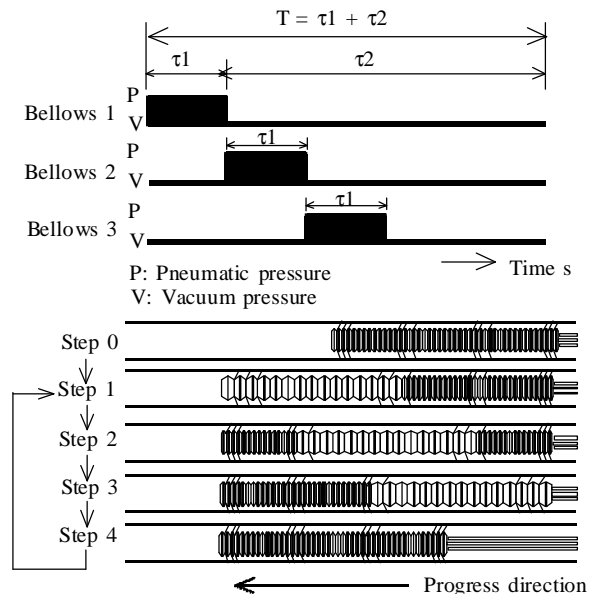 T = τ1 + τ2
τ1 τ2
P
Bellows 1
V
τ1
P
Bellows 2
V
τ1
P
Bellows 3
V
Time s
P: Pneumatic pressure
V: Vacuum pressure
Step 0
Step 1
Step 2
Step 3
Step 4
Progress direction